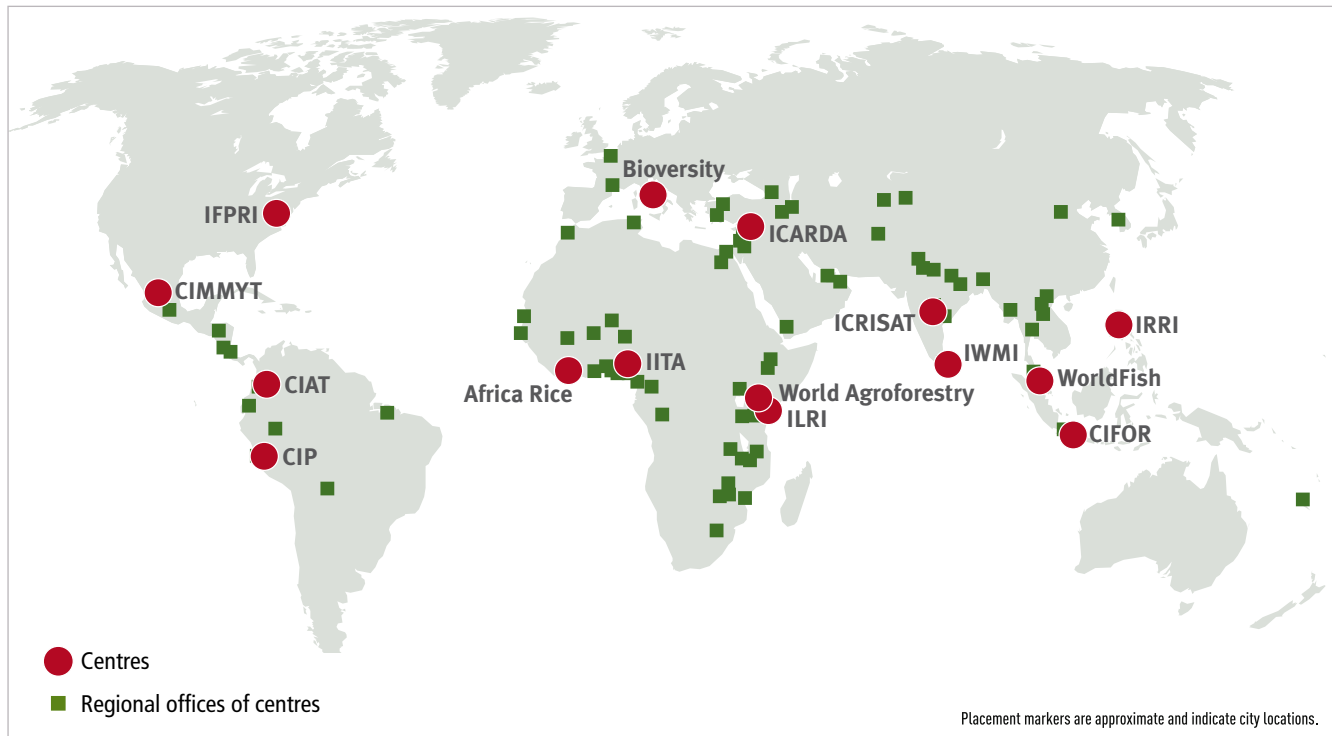 Bioversity
IFPRI
ICARDA
CIMMYT
ICRISAT
IRRI
IITA
IWMI
Africa Rice
World Agroforestry
WorldFish
CIAT
ILRI
CIFOR
CIP
Centres
Regional offices of centres
Placement markers are approximate and indicate city locations.